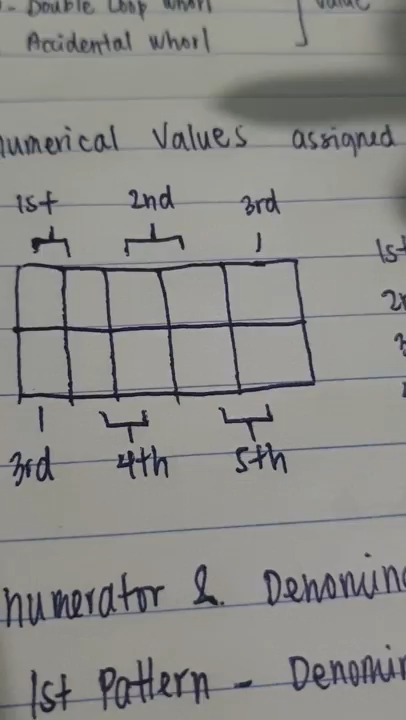 - Double Loop Whorl
Value
Accidental Whorl
numerical Values assigned
1st 2nd 3rd
1st
3rd 4th 5th
numerator & Denomin
1st Pattern - Denomin